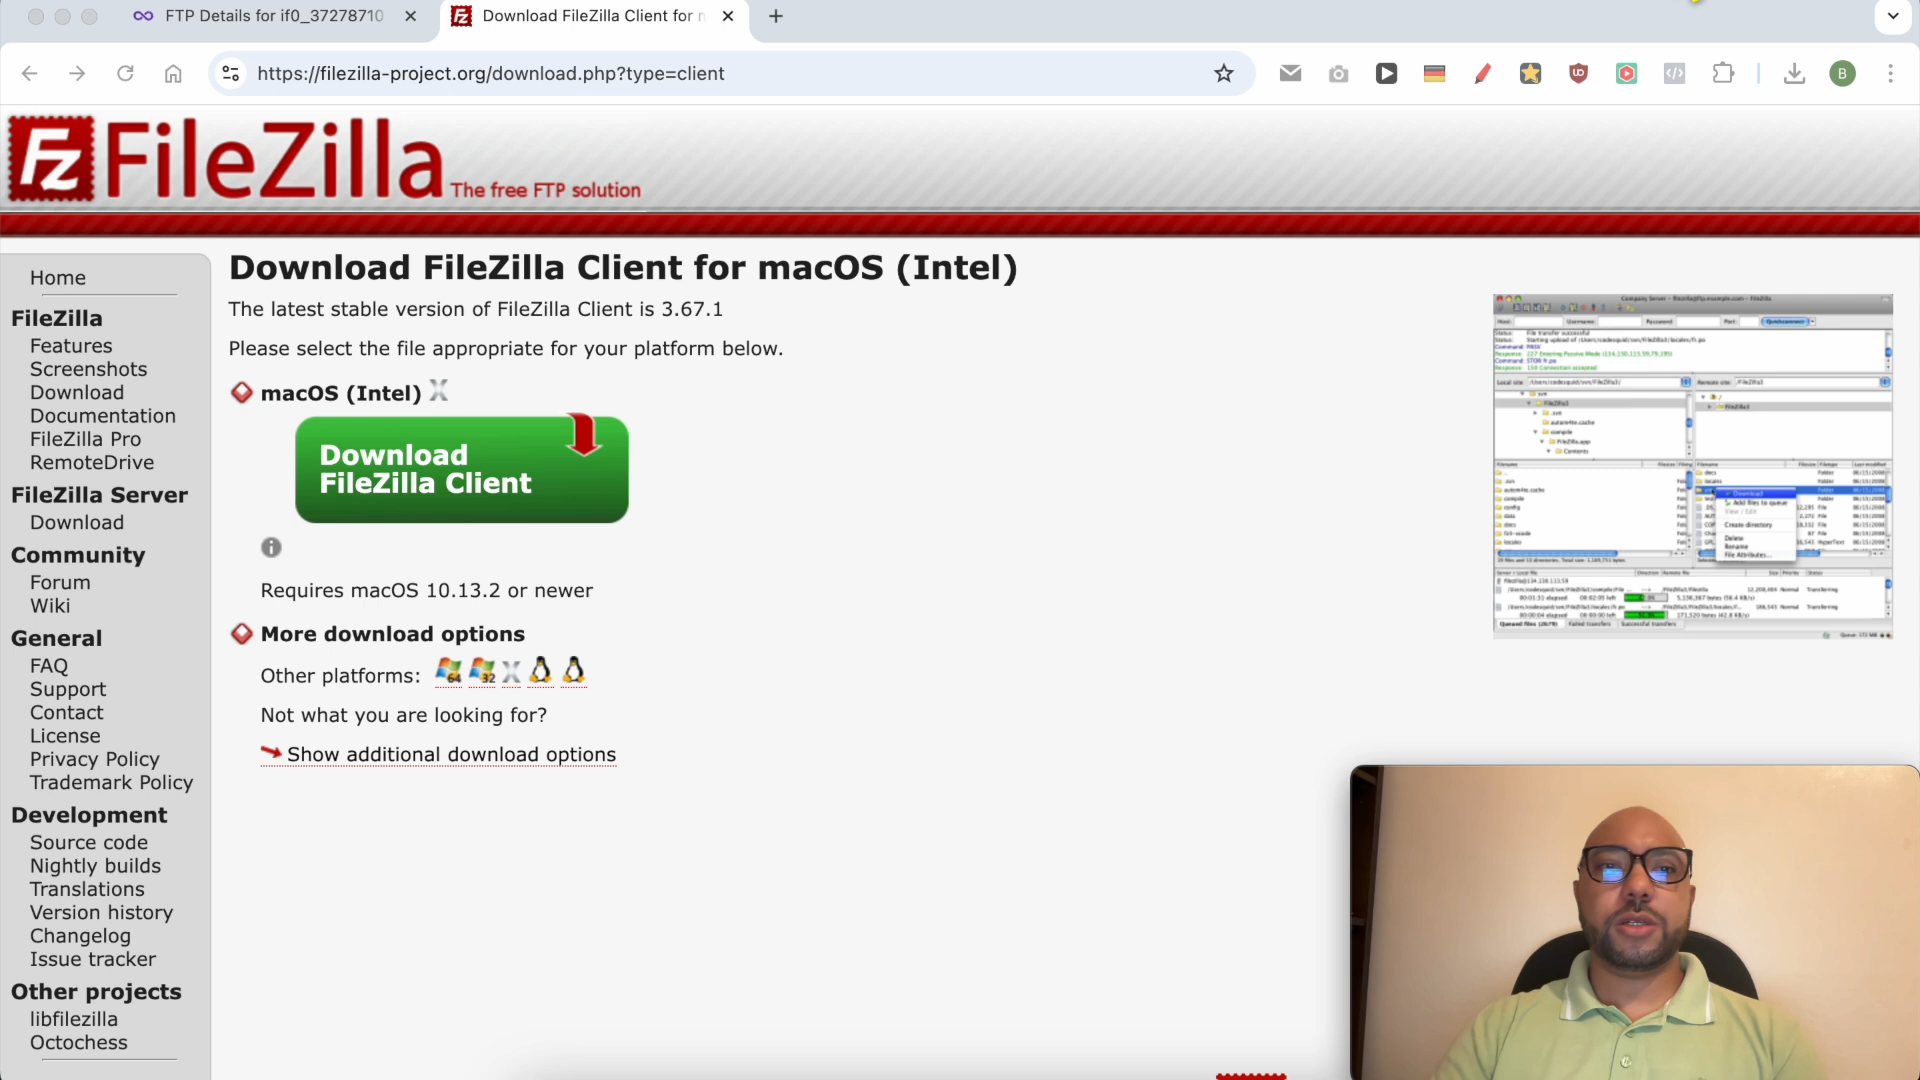 FTP Details for if0_37278710
Download FileZilla Client for m
https://filezilla-project.org/download.php?type=client
B
FileZilla The free FTP solution
Home
FileZilla
Features
Screenshots
Download
Documentation
FileZilla Pro
RemoteDrive
FileZilla Server
Download
Community
Forum
Wiki
General
FAQ
Support
Contact
License
Privacy Policy
Trademark Policy
Development
Source code
Nightly builds
Translations
Version history
Changelog
Issue tracker
Other projects
libfilezilla
Octochess
Download FileZilla Client for macOS (Intel)
The latest stable version of FileZilla Client is 3.67.1
Please select the file appropriate for your platform below.
macOS (Intel)
Download
FileZilla Client
Requires macOS 10.13.2 or newer
More download options
Other platforms: 64 32
Not what you are looking for?
Show additional download options